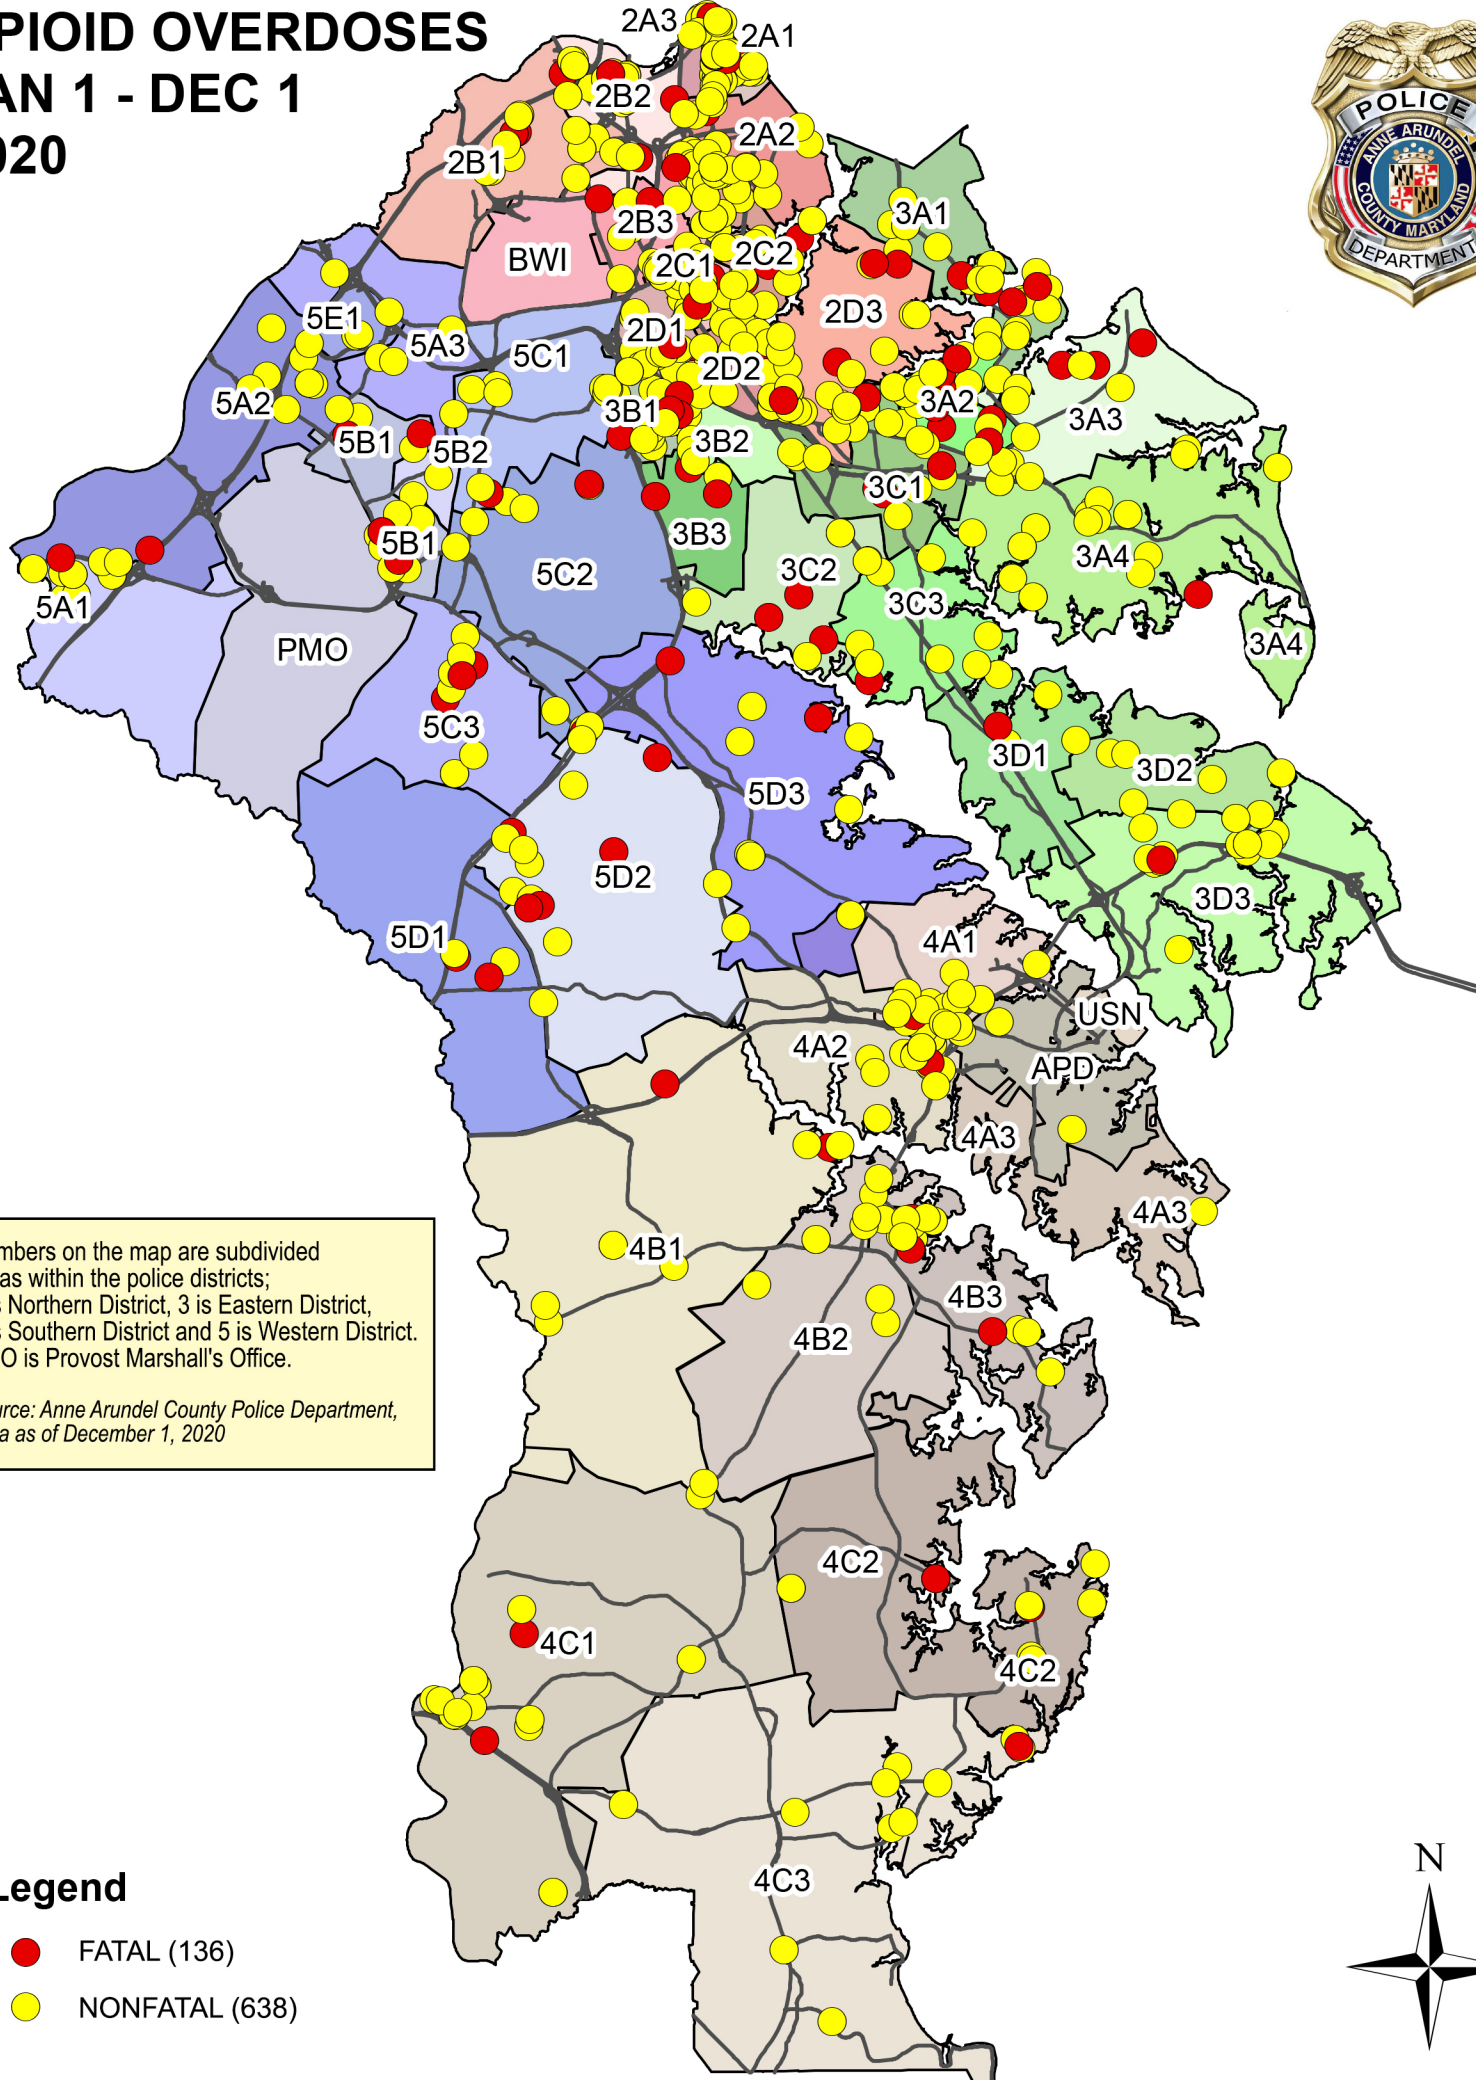 PIOID OVERDOSES
AN 1 - DEC 1
020
POLICE
ANNE ARUNDEL
COUNTY MARYLAND
DEPARTMENT
2A3
2A1
2B2
2A2
2B1
2B3
3A1
BWI
2C1
2C2
5E1
2D3
5A3
2D1
5C1
2D2
5A2
3B1
3A2
3A3
5B1
5B2
3B2
3C1
5B1
3B3
3A4
5C2
3C2
5A1
3C3
PMO
3A4
5C3
3D1
3D2
5D3
5D2
3D3
5D1
4A1
USN
4A2
APD
4A3
4A3
4B1
4B3
4B2
4C2
4C1
4C2
4C3
mbers on the map are subdivided
as within the police districts;
s Northern District, 3 is Eastern District,
s Southern District and 5 is Western District.
O is Provost Marshall's Office.
urce: Anne Arundel County Police Department,
a as of December 1, 2020
Legend
FATAL (136)
NONFATAL (638)
N